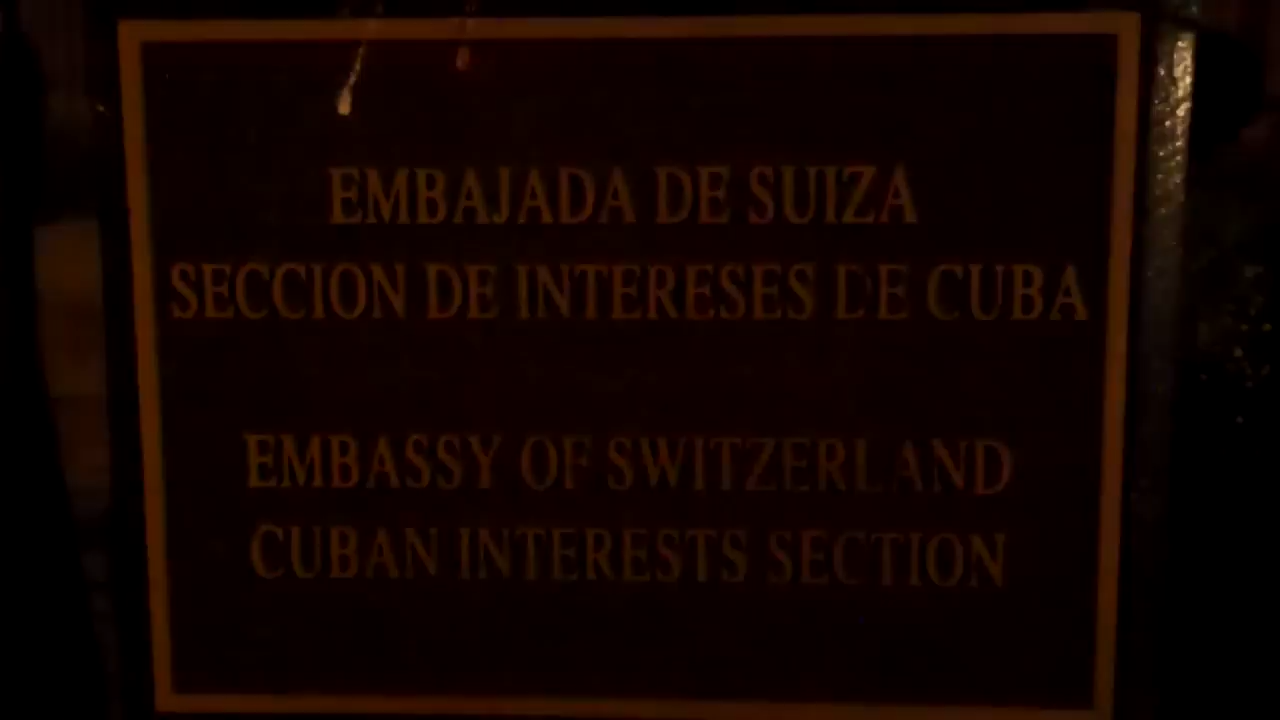 EMBAJADA DE SUIZA
SECCION DE INTERESES DE CUBA
EMBASSY OF SWITZERLAND
CUBAN INTERESTS SECTION